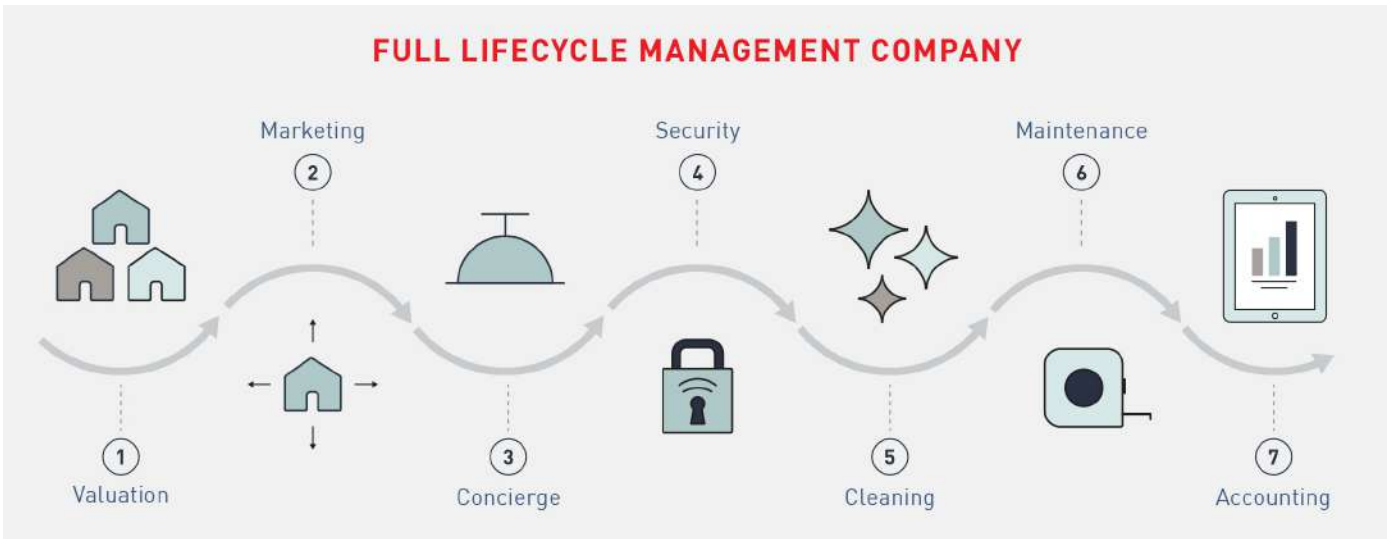 FULL LIFECYCLE MANAGEMENT COMPANY
Marketing
Security
Maintenance
2
4
6
1
3
5
7
Valuation
Concierge
Cleaning
Accounting